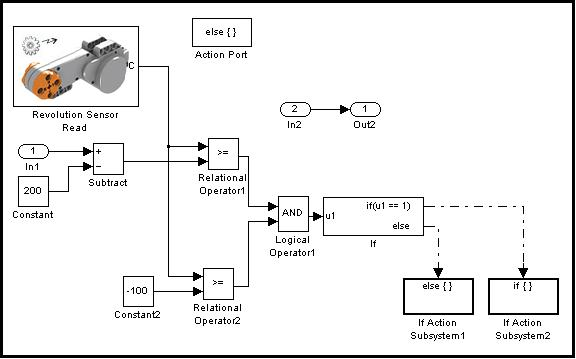 else { }
Action Port
C
Revolution Sensor
Read
2
In2
1
Out2
1
In1
+
−
Subtract
200
Constant
>=
Relational
Operator1
AND
Logical
Operator1
u1
if(u1 == 1)
else
If
-100
Constant2
>=
Relational
Operator2
else { }
If Action
Subsystem1
if { }
If Action
Subsystem2